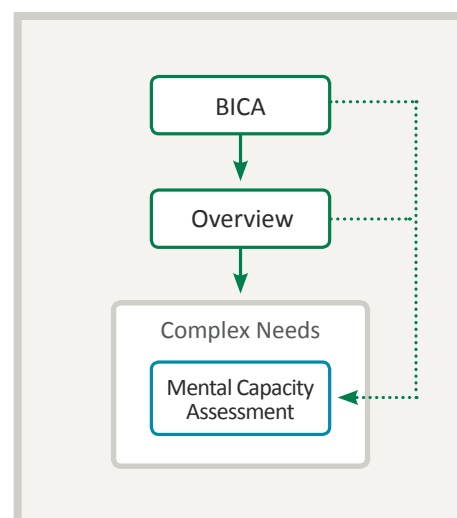 BICA
Overview
Complex Needs
Mental Capacity
Assessment